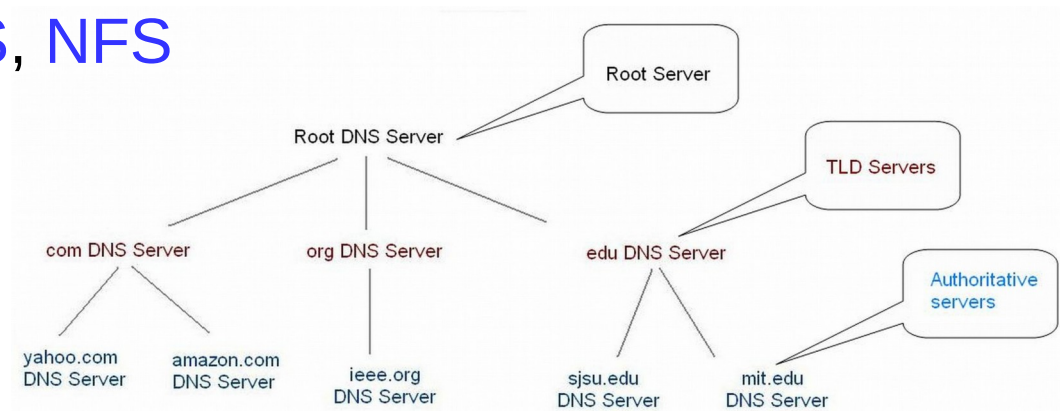 , NFS
Root Server
Root DNS Server
TLD Servers
com DNS Server
org DNS Server
edu DNS Server
Authoritative
servers
yahoo.com
DNS Server
amazon.com
DNS Server
ieee.org
DNS Server
sjsu.edu
DNS Server
mit.edu
DNS Server